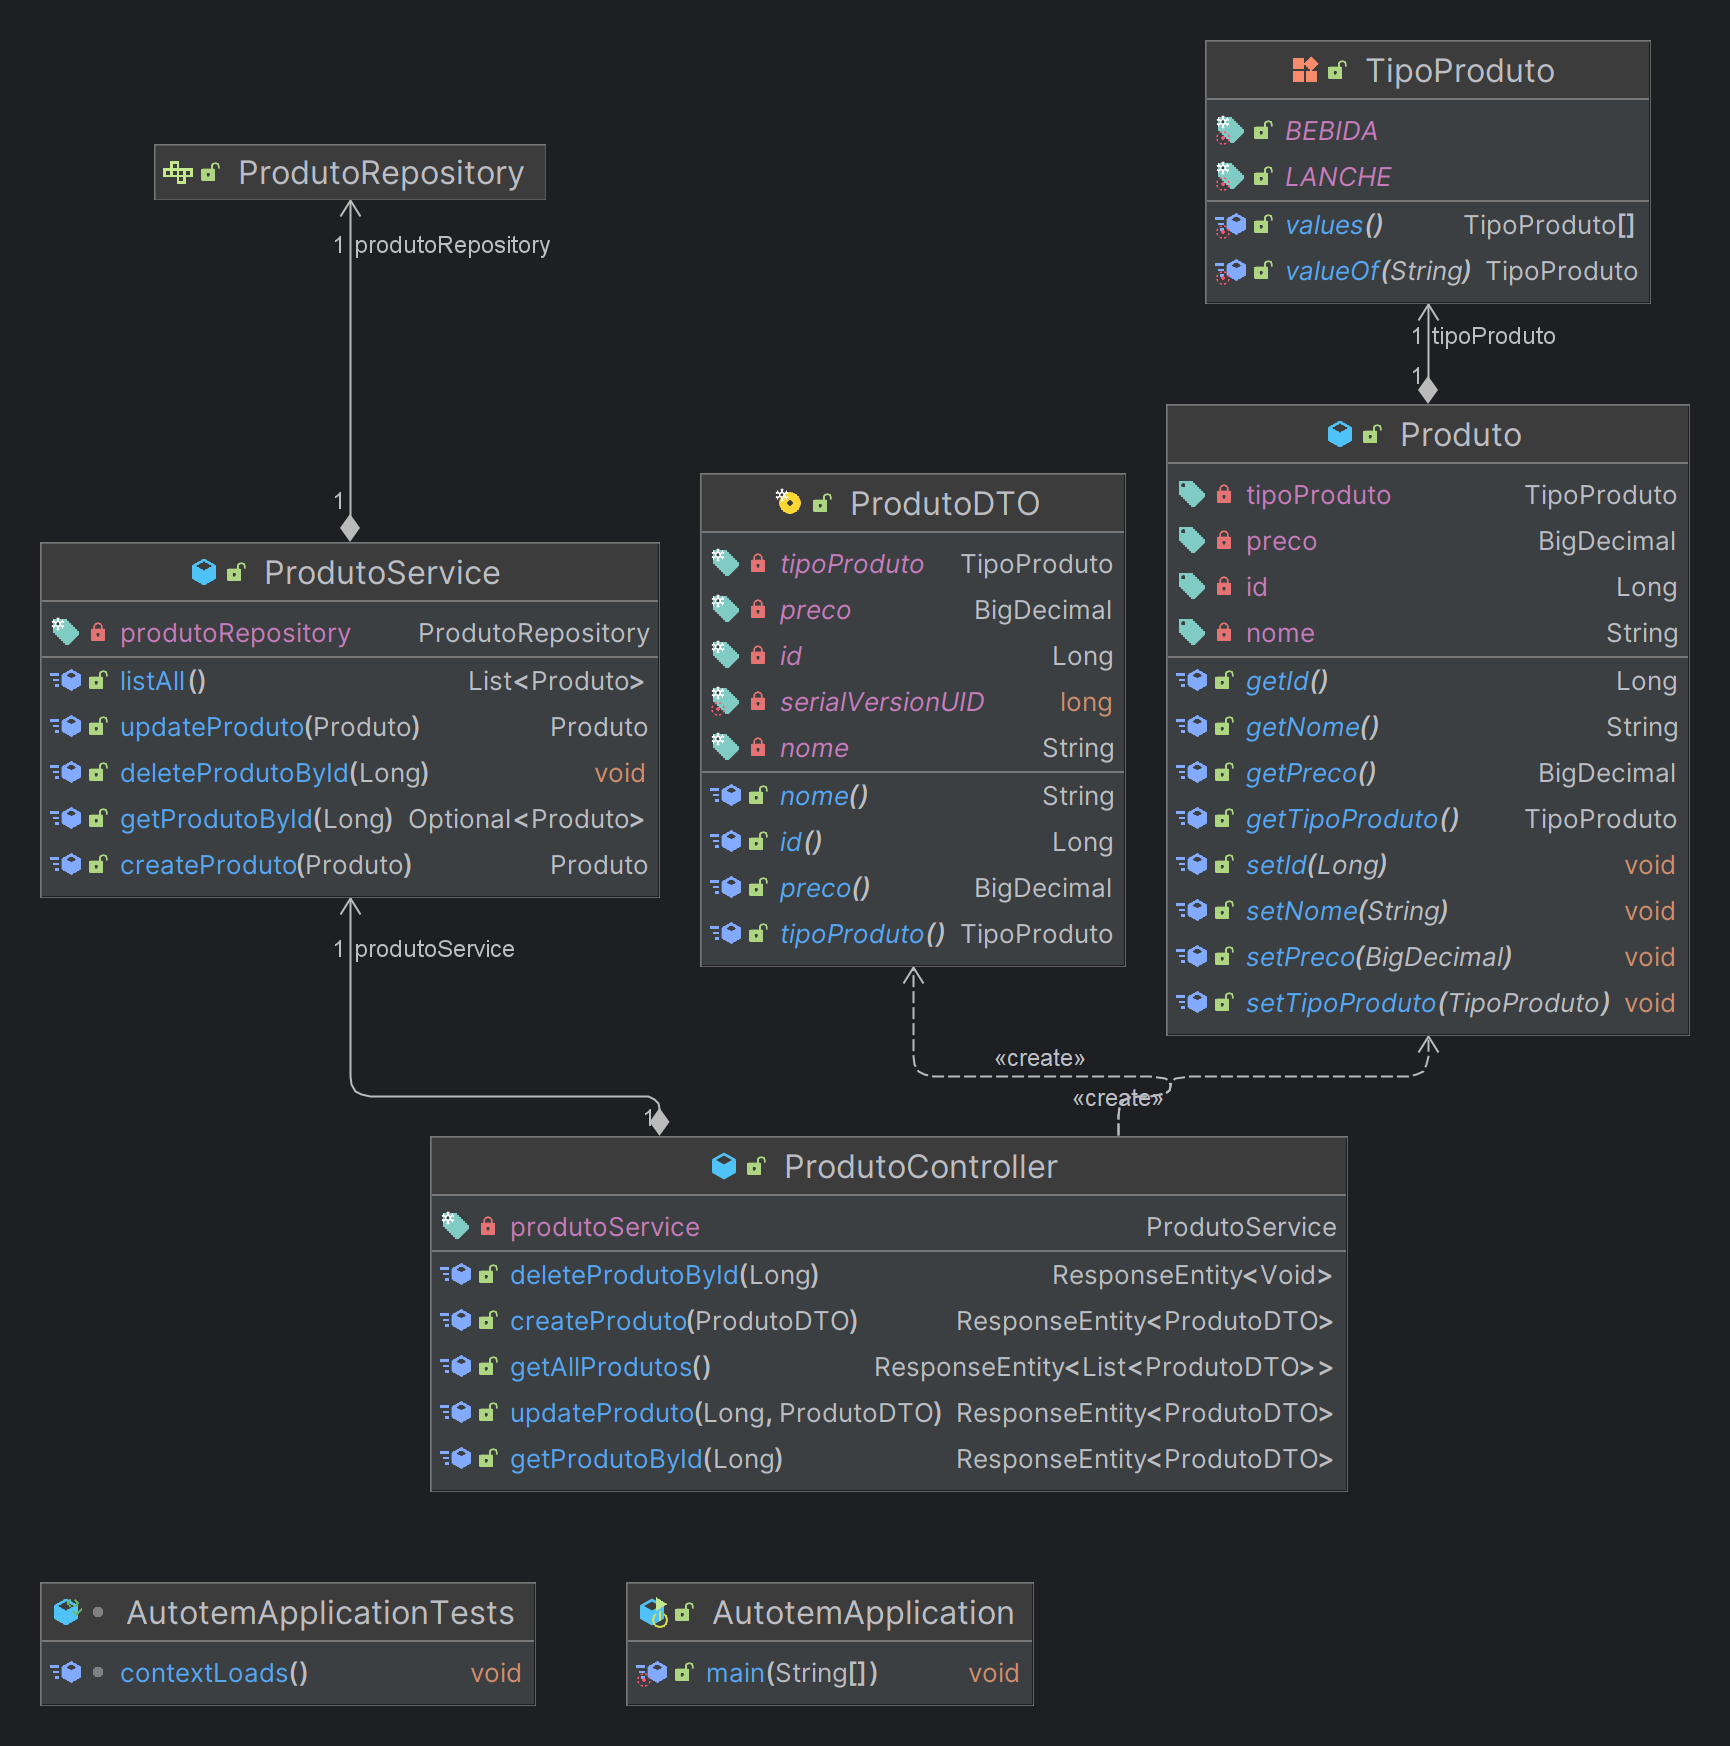 TipoProduto
BEBIDA
LANCHE
values() TipoProduto[]
valueOf(String) TipoProduto
ProdutoRepository
1 produtoRepository
1
1 tipoProduto
1
Produto
tipoProduto TipoProduto
preco BigDecimal
id Long
nome String
getId() Long
getNome() String
getPreco() BigDecimal
getTipoProduto() TipoProduto
setId(Long) void
setNome(String) void
setPreco(BigDecimal) void
setTipoProduto(TipoProduto) void
ProdutoDTO
tipoProduto TipoProduto
preco BigDecimal
id Long
serialVersionUID long
nome String
nome() String
id() Long
preco() BigDecimal
tipoProduto() TipoProduto
ProdutoService
produtoRepository ProdutoRepository
listAll() List<Produto>
updateProduto(Produto) Produto
deleteProdutoById(Long) void
getProdutoById(Long) Optional<Produto>
createProduto(Produto) Produto
1 produtoService
1
«create»
«create»
ProdutoController
produtoService ProdutoService
deleteProdutoById(Long) ResponseEntity<Void>
createProduto(ProdutoDTO) ResponseEntity<ProdutoDTO>
getAllProdutos() ResponseEntity<List<ProdutoDTO>>
updateProduto(Long, ProdutoDTO) ResponseEntity<ProdutoDTO>
getProdutoById(Long) ResponseEntity<ProdutoDTO>
AutotemApplicationTests
contextLoads() void
AutotemApplication
main(String[]) void